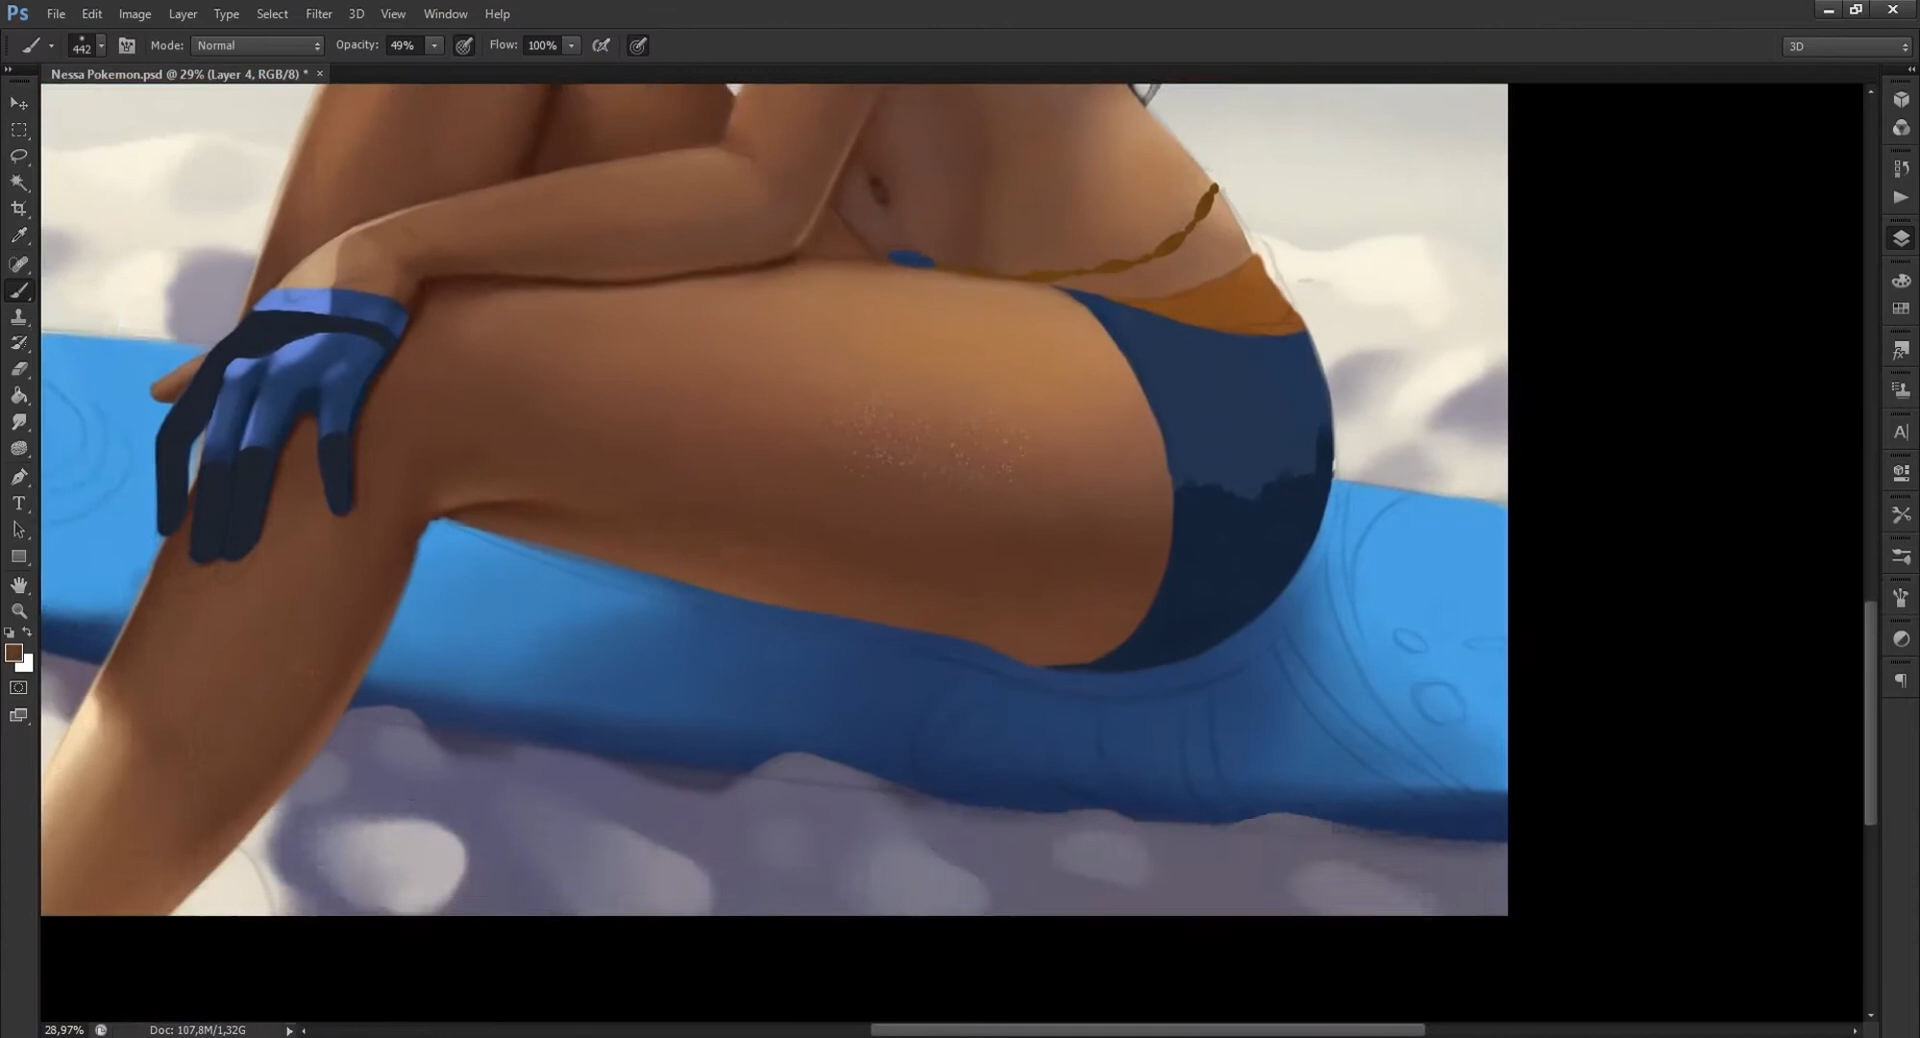 Ps File Edit Image Layer Type Select Filter 3D View Window Help
442 Mode: Normal Opacity: 49% Flow: 100% 3D
Nessa Pokemon.psd @ 29% (Layer 4, RGB/8) * ×
T
A
fx
¶
28,97% Doc: 107,8M/1,32G